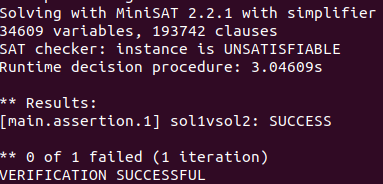 Solving with MiniSAT 2.2.1 with simplifier
34609 variables, 193742 clauses
SAT checker: instance is UNSATISFIABLE
Runtime decision procedure: 3.04609s

** Results:
[main.assertion.1] sol1vsol2: SUCCESS

** 0 of 1 failed (1 iteration)
VERIFICATION SUCCESSFUL